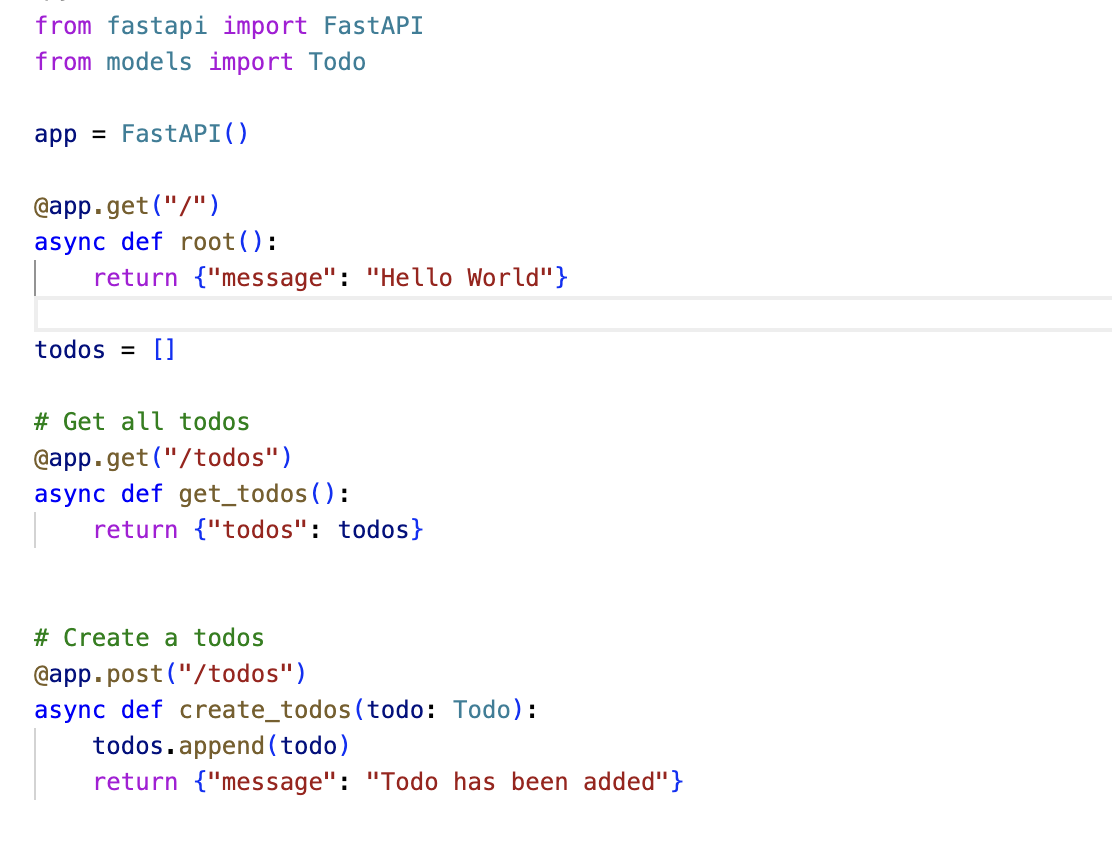 from fastapi import FastAPI
from models import Todo
app = FastAPI()
@app.get("/")
async def root():
    return {"message": "Hello World"}
todos = []
# Get all todos
@app.get("/todos")
async def get_todos():
    return {"todos": todos}
# Create a todos
@app.post("/todos")
async def create_todos(todo: Todo):
    todos.append(todo)
    return {"message": "Todo has been added"}